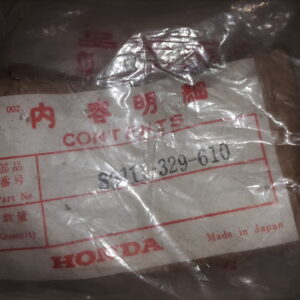 002
内容明細
CONTENTS
部品
番号
Part No.
329-610
数量
Quantity
HONDA
Made in Japan